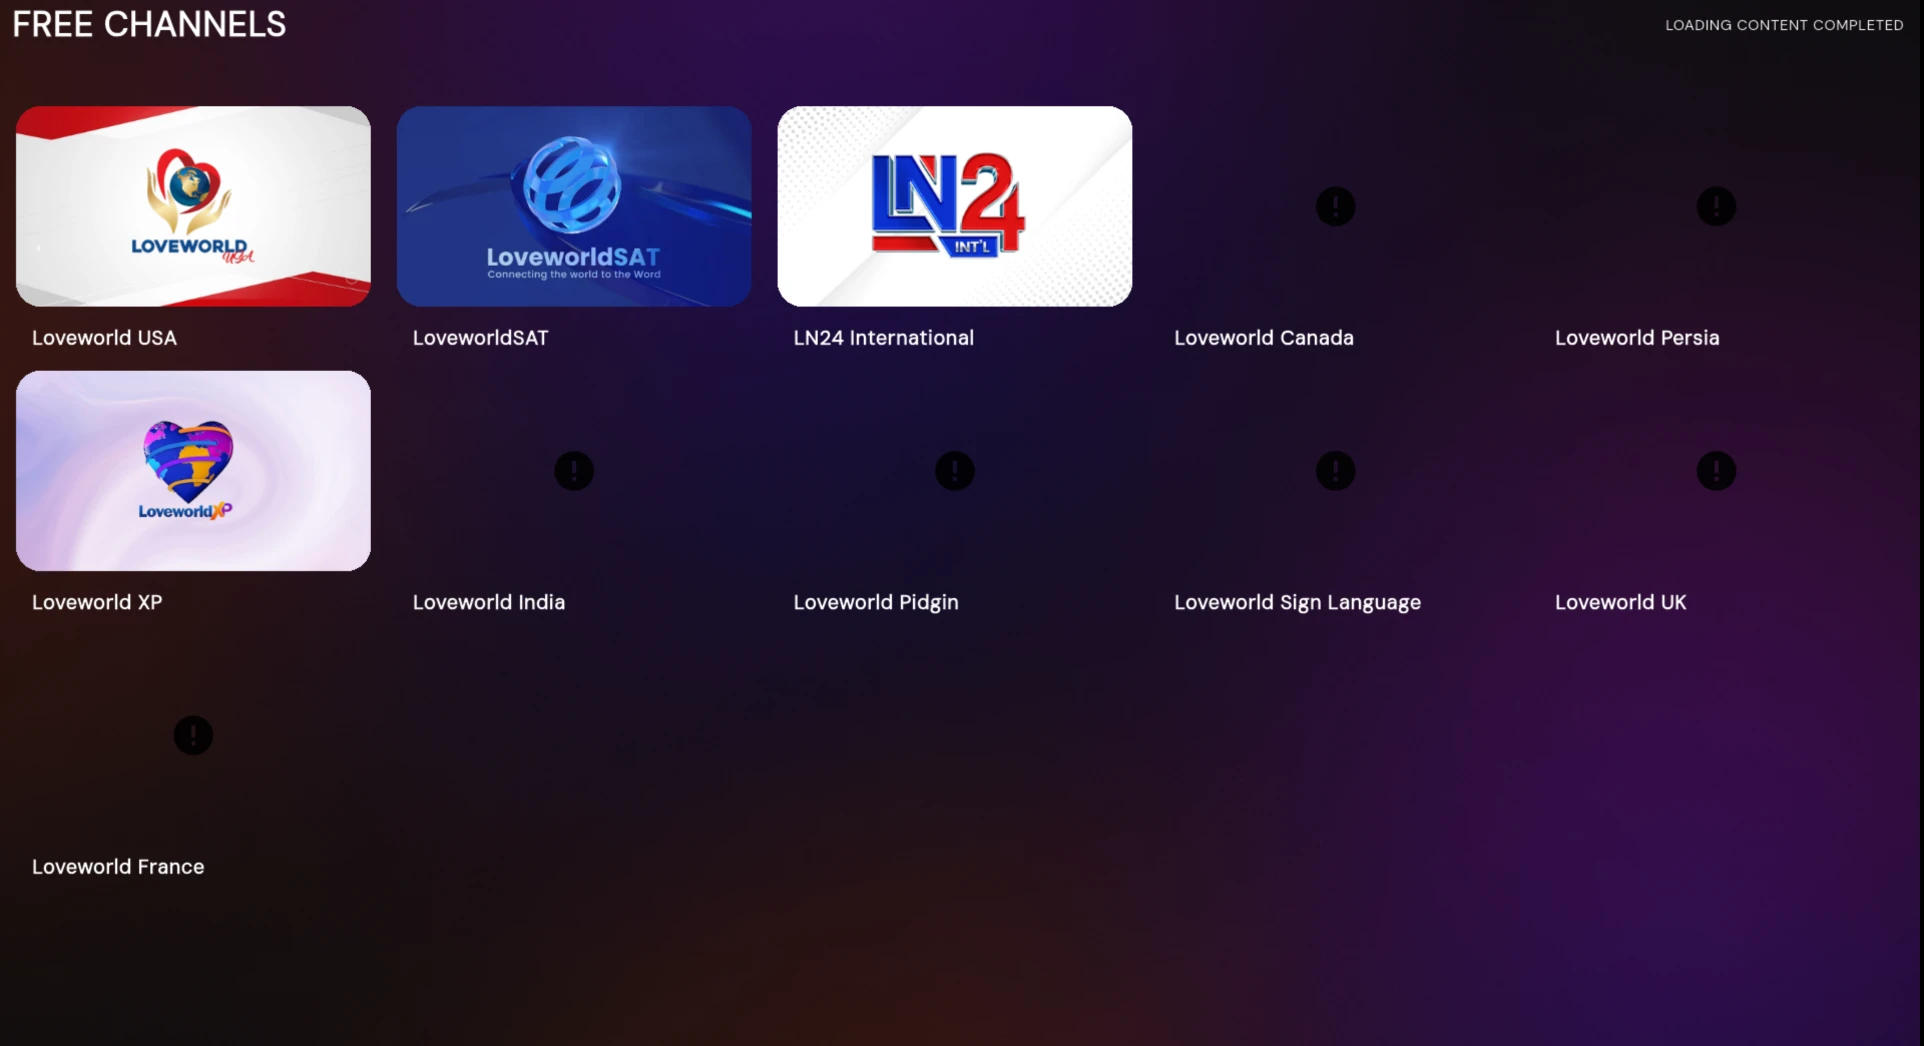 FREE CHANNELS
LOADING CONTENT COMPLETED
LOVEWORLD
USA
LoveworldSAT
Connecting the world to the Word
LN24
INT'L
Loveworld USA
LoveworldSAT
LN24 International
Loveworld Canada
Loveworld Persia
LoveworldXP
Loveworld XP
Loveworld India
Loveworld Pidgin
Loveworld Sign Language
Loveworld UK
Loveworld France